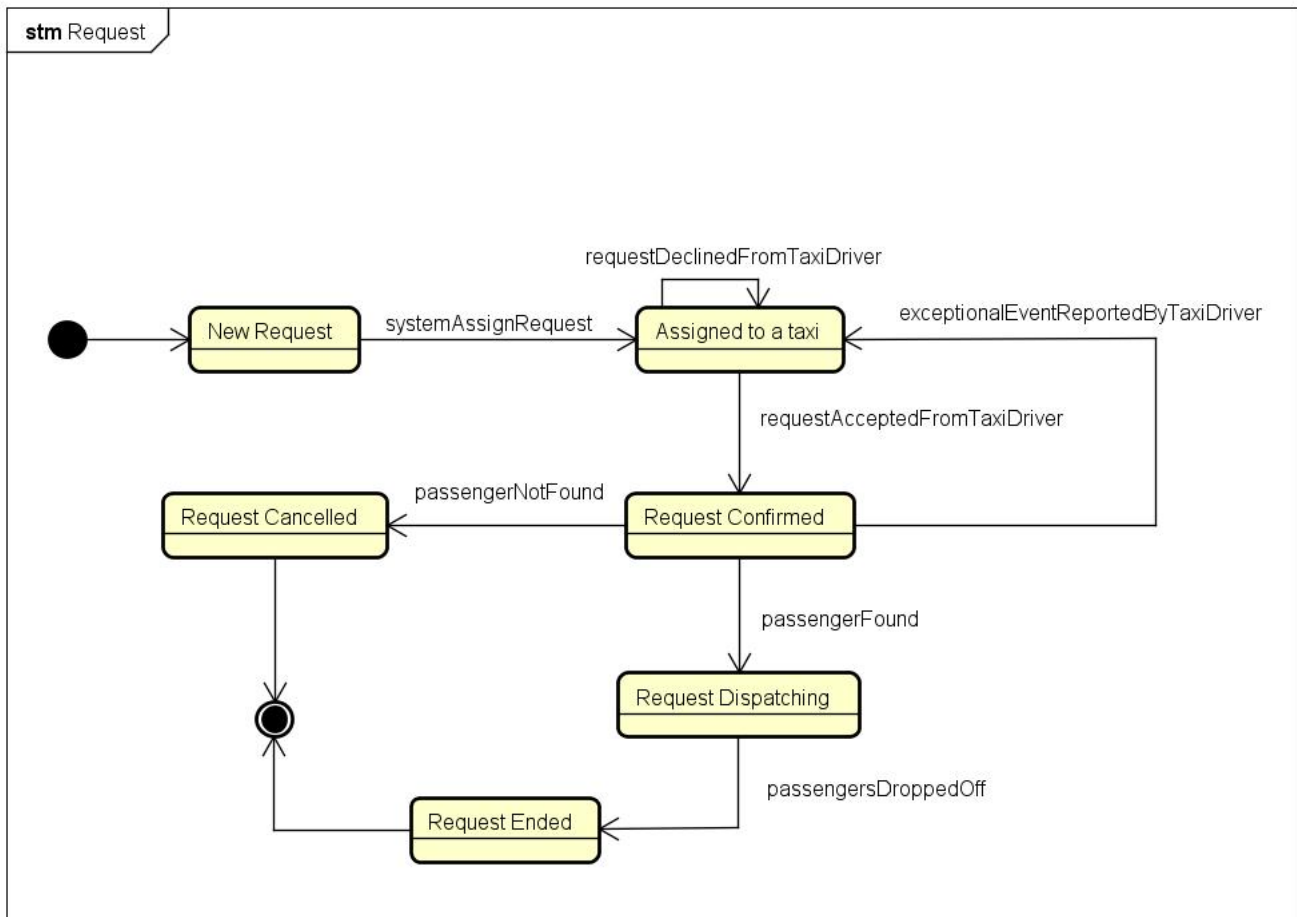 stm Request
requestDeclinedFromTaxiDriver
New Request
systemAssignRequest
Assigned to a taxi
exceptionalEventReportedByTaxiDriver
requestAcceptedFromTaxiDriver
Request Cancelled
passengerNotFound
Request Confirmed
passengerFound
Request Dispatching
passengersDroppedOff
Request Ended